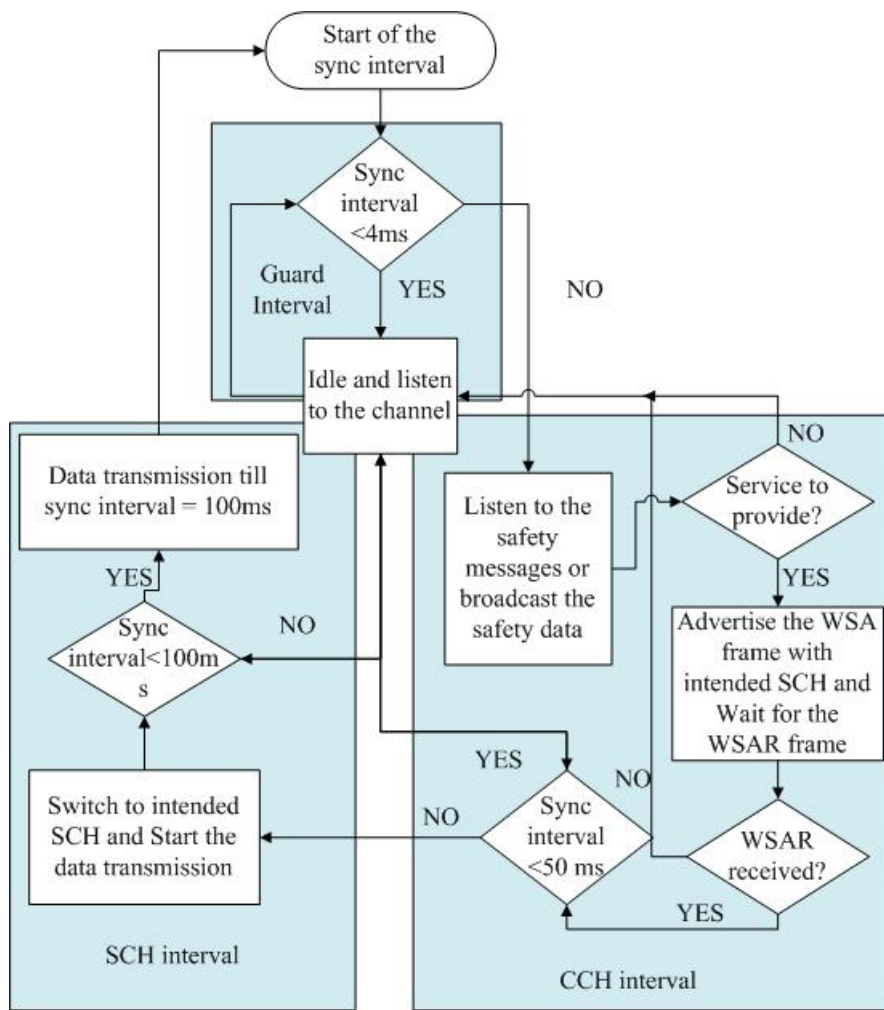 Start of the
sync interval
Sync
interval
<4ms
Guard
Interval
YES
NO
Idle and listen
to the channel
NO
Data transmission till
sync interval = 100ms
Listen to the
safety
messages or
broadcast the
safety data
Service to
provide?
YES
YES
Sync
interval<100m
s
NO
Advertise the WSA
frame with
intended SCH and
Wait for the
WSAR frame
YES
NO
Switch to intended
SCH and Start the
data transmission
NO
Sync
interval
<50 ms
WSAR
received?
YES
SCH interval
CCH interval